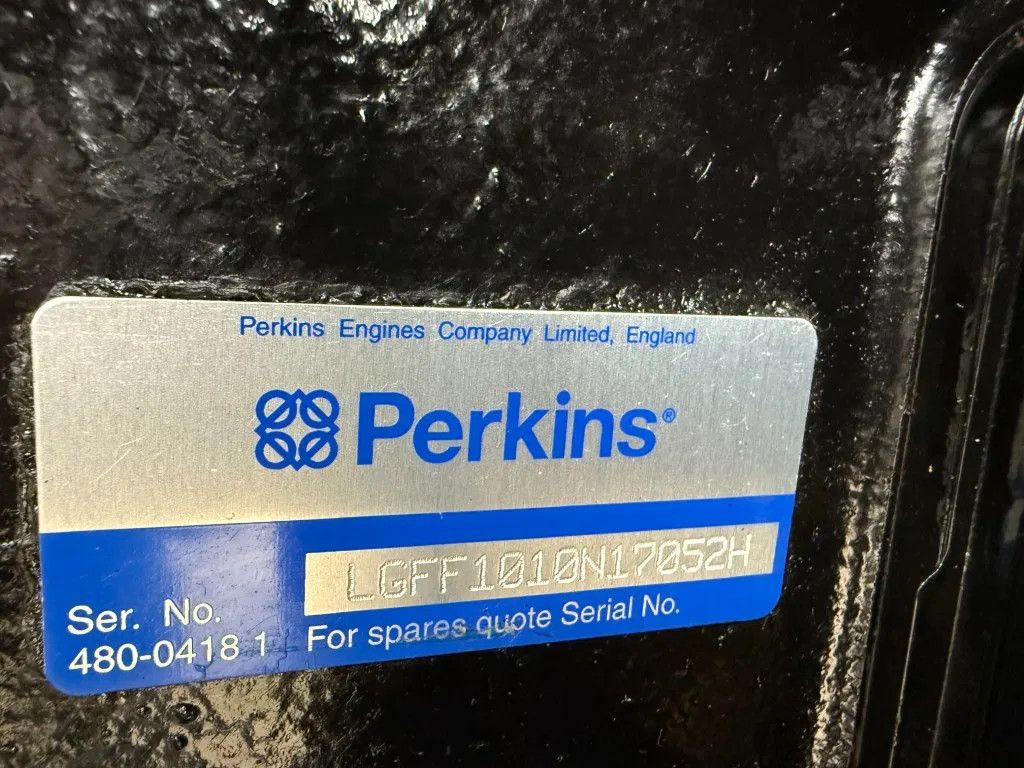 Perkins Engines Company Limited, England
Perkins®
LGFF1010N17052H
Ser. No.
480-0418 1
For spares quote Serial No.